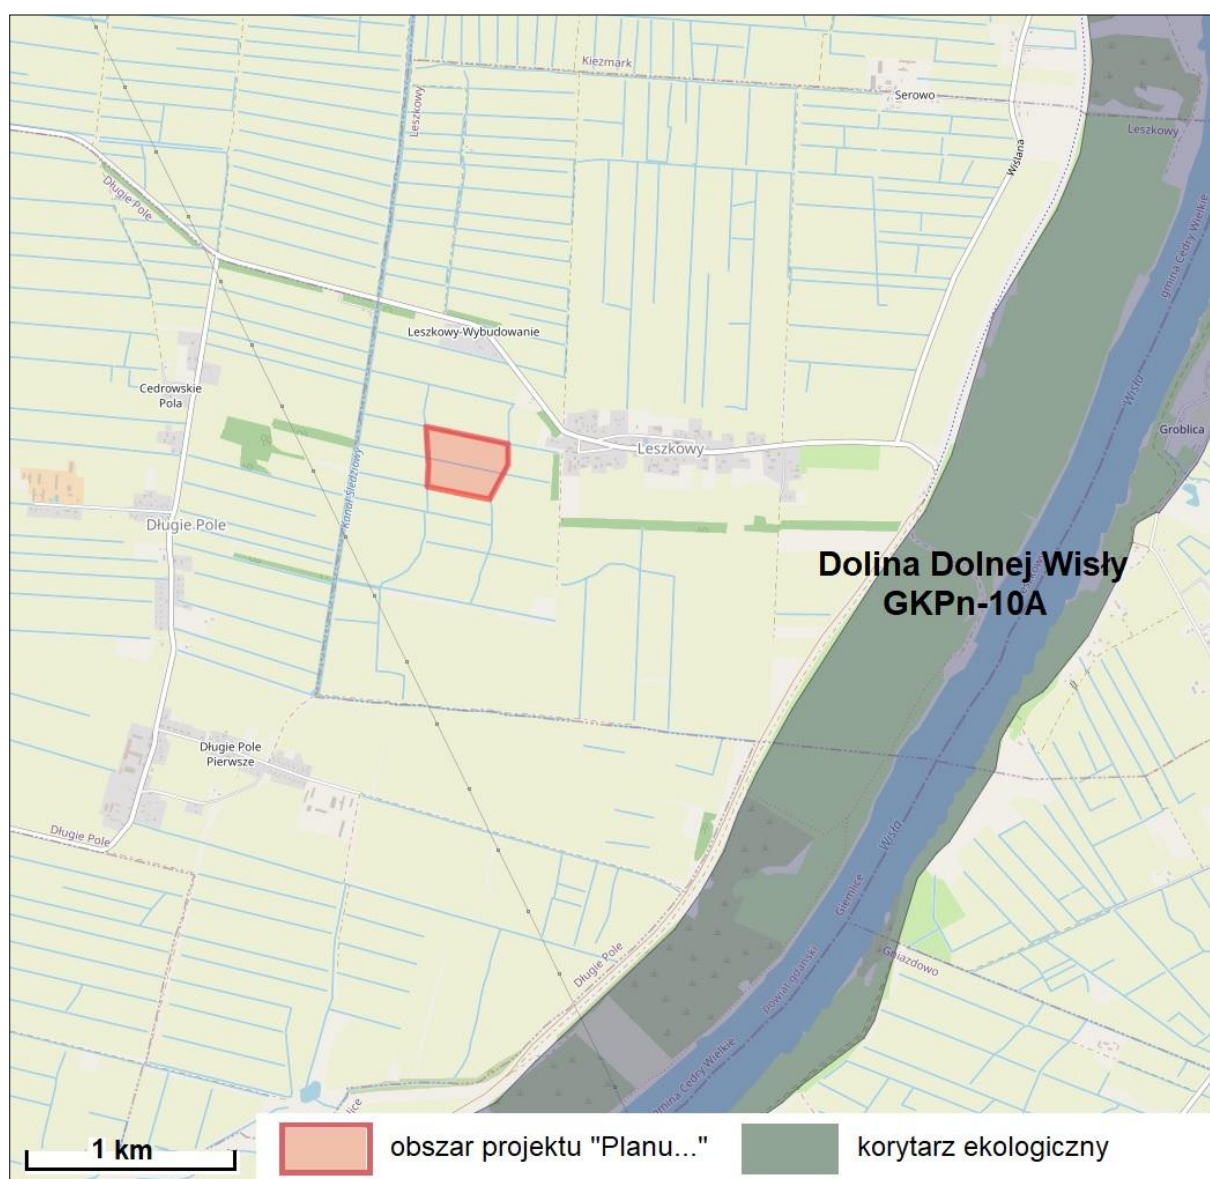 Kiezmark
Serowo
Leszkowy
Leszkowy
Wiślana
Długie Pole
gmina Cedry Wielkie
Leszkowy-Wybudowanie
Cedrowskie
Pola
Wisła
Groblica
Leszkowy
Kanał Śledziowy
Długie Pole
Dolina Dolnej Wisły
GKPn-10A
Długie Pole
Pierwsze
Długie Pole
Wisła
Giemlice
Gniazdowo
Długie Pole
powiat gdański
gmina Cedry Wielkie
1 km
obszar projektu "Planu..."
korytarz ekologiczny